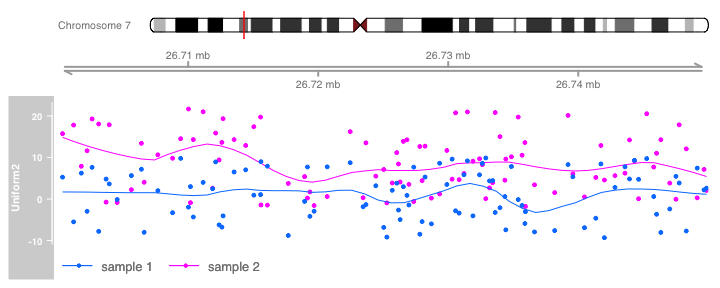 Chromosome 7
26.71 mb
26.73 mb
26.72 mb
26.74 mb
Uniform2
20
10
0
-10
sample 1
sample 2